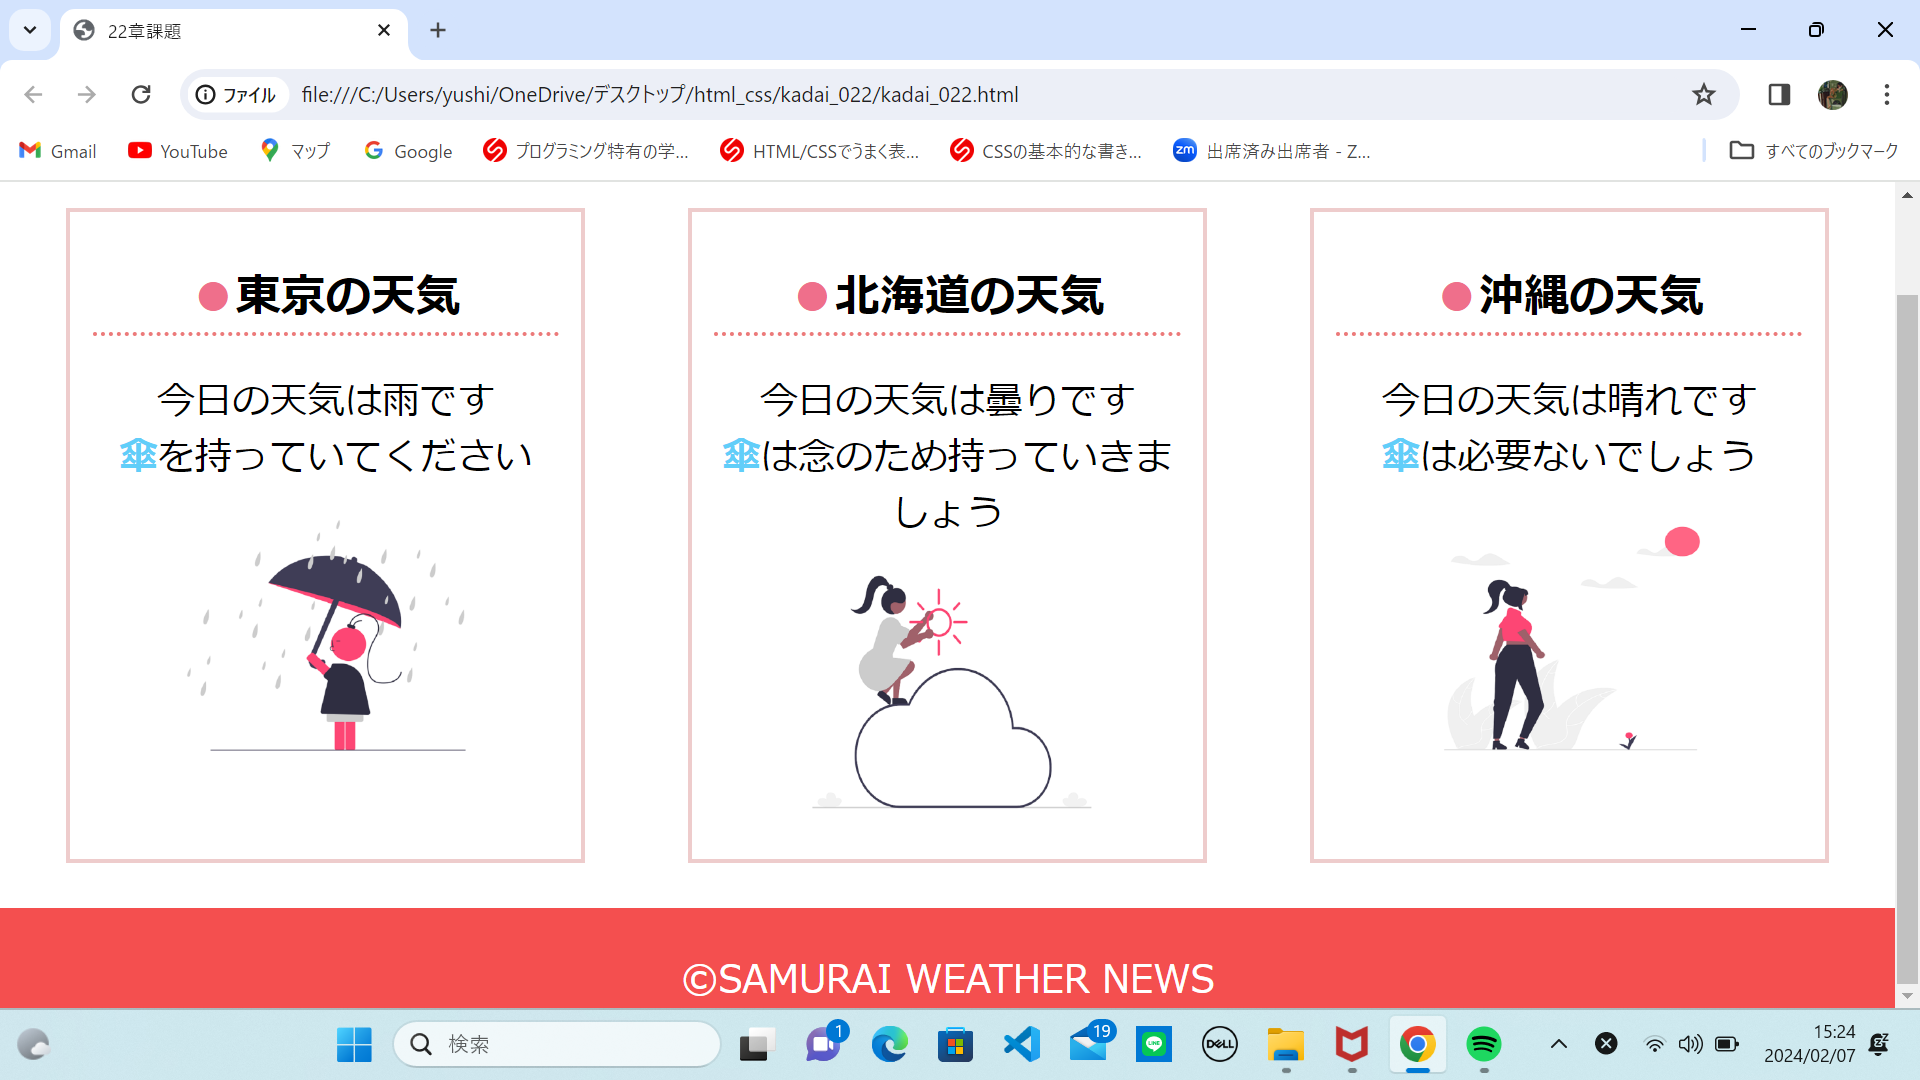 22章課題
ファイル
file:///C:/Users/yushi/OneDrive/デスクトップ/html_css/kadai_022/kadai_022.html
Gmail
YouTube
マップ
Google
プログラミング特有の学...
HTML/CSSでうまく表...
CSSの基本的な書き...
zm
出席済み出席者 - Z...
すべてのブックマーク
東京の天気
今日の天気は雨です
傘を持っていてください
北海道の天気
今日の天気は曇りです
傘は念のため持っていきま
しょう
沖縄の天気
今日の天気は晴れです
傘は必要ないでしょう
©SAMURAI WEATHER NEWS
検索
1
19
LINE
DELL
15:24
2024/02/07